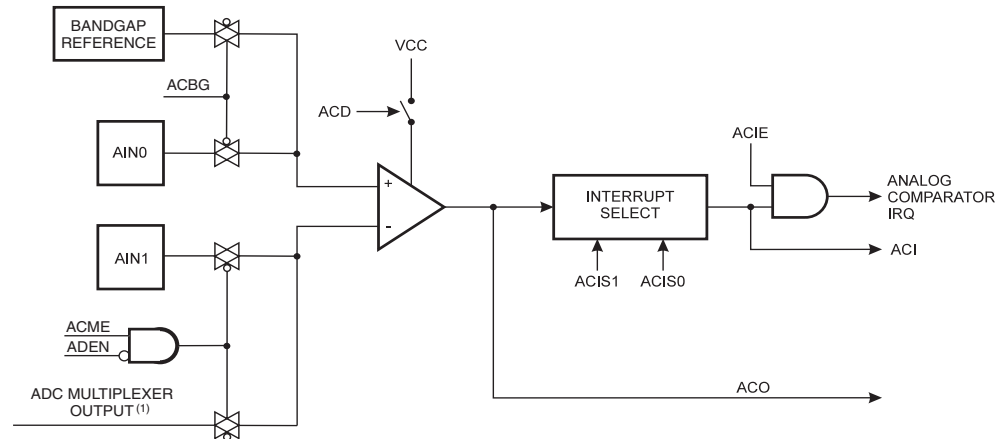 BANDGAP
REFERENCE
VCC
ACBG
ACD
AIN0
ACIE
+
-
INTERRUPT
SELECT
ANALOG
COMPARATOR
IRQ
AIN1
ACI
ACIS1 ACIS0
ACME
ADEN
ADC MULTIPLEXER
OUTPUT (1)
ACO